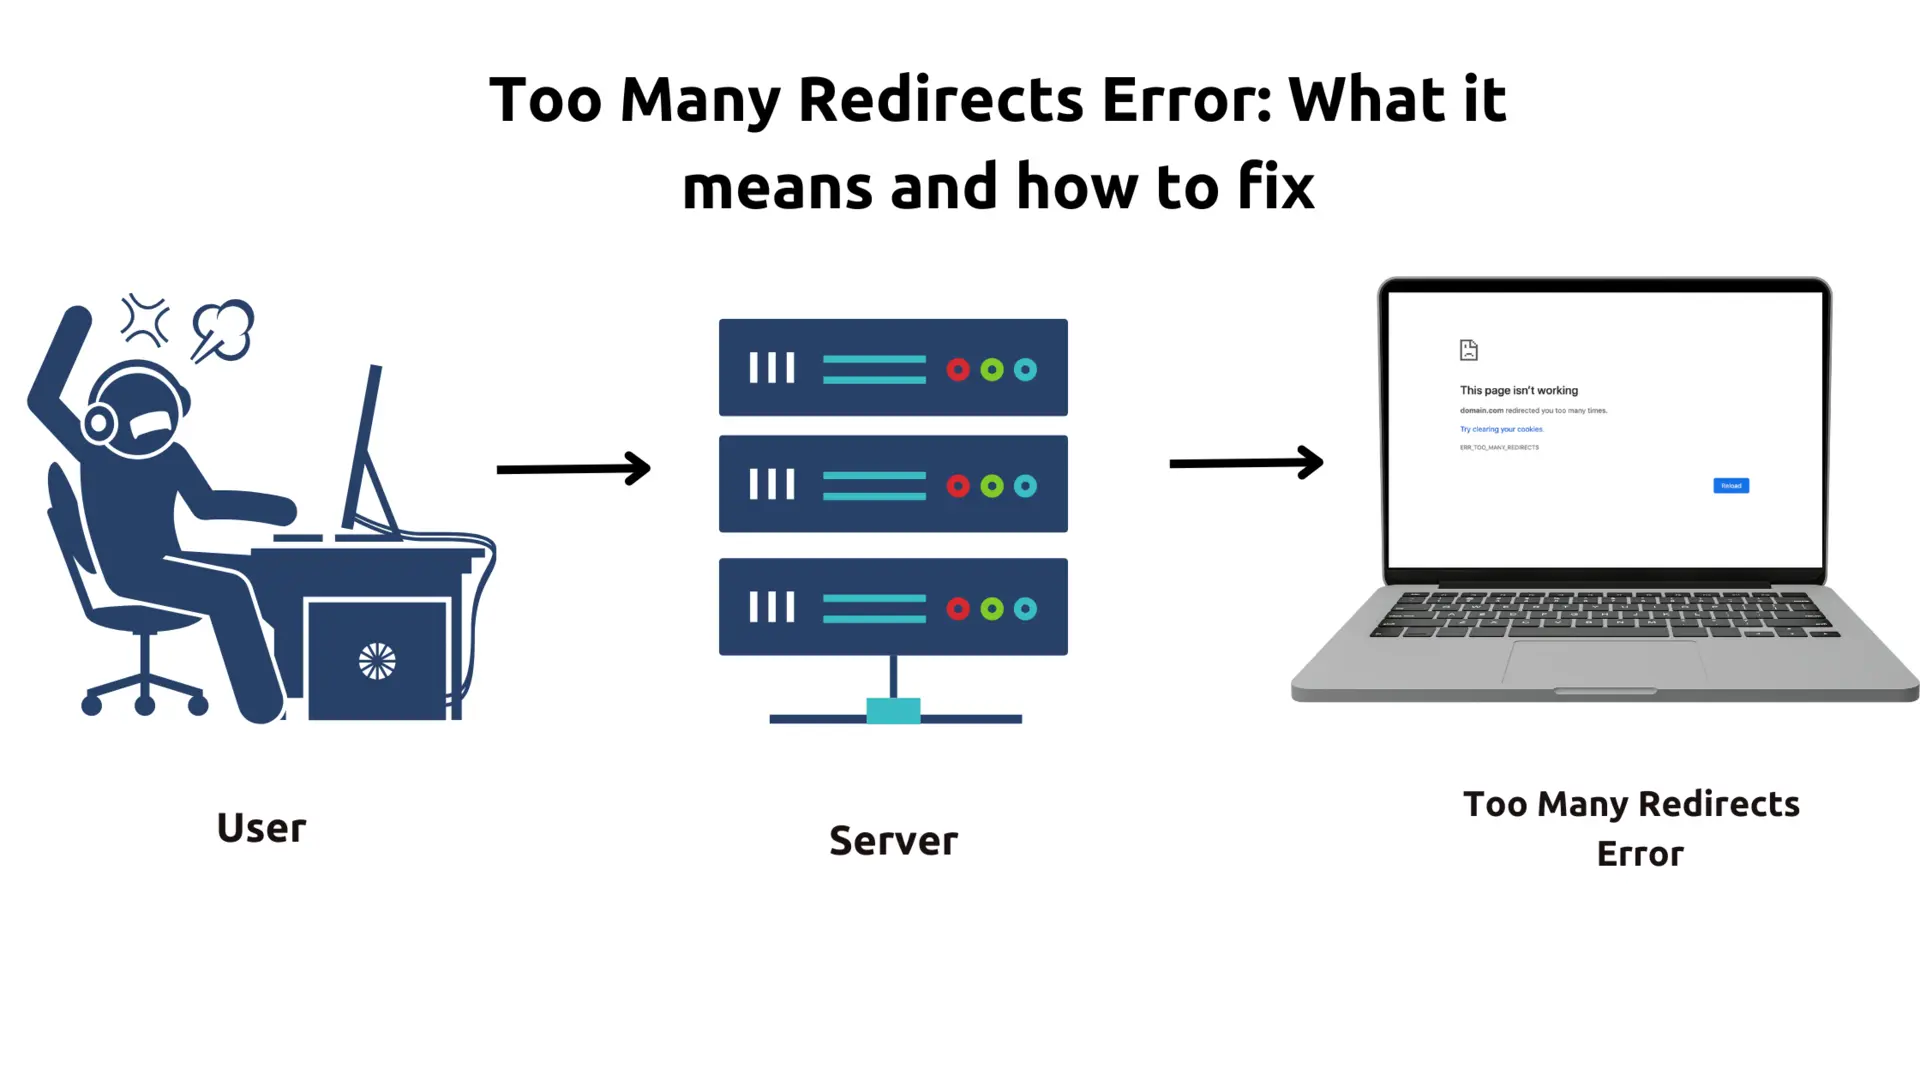 Too Many Redirects Error: What it
means and how to fix
This page isn't working
domain.com redirected you too many times.
Try clearing your cookies.
ERR_TOO_MANY_REDIRECTS
Reload
User
Server
Too Many Redirects
Error